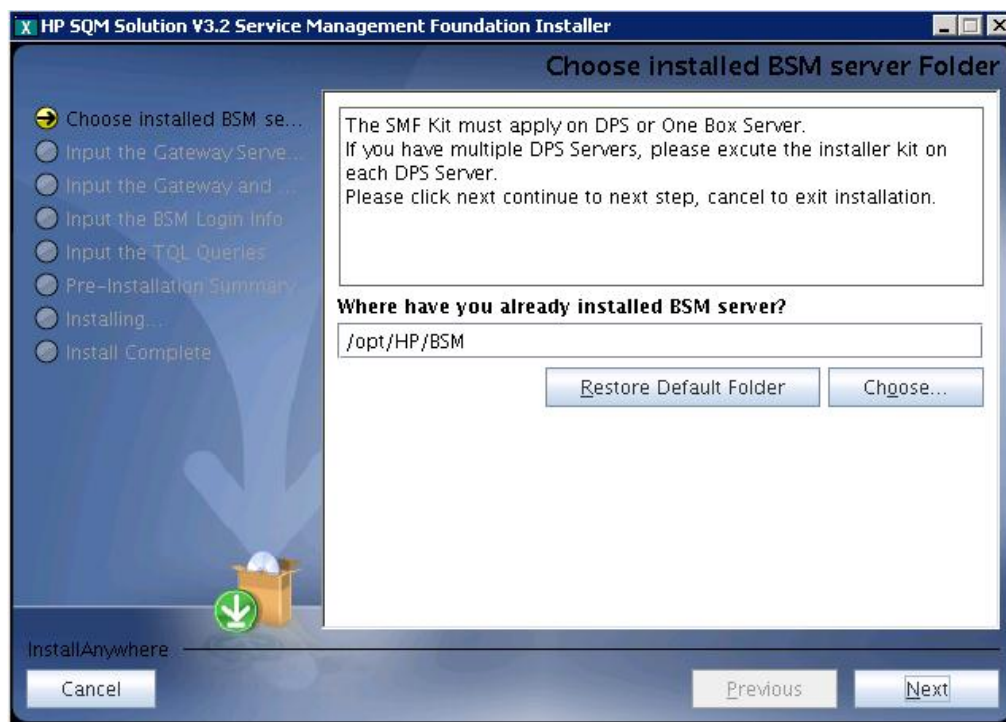 HP SQM Solution V3.2 Service Management Foundation Installer
Choose installed BSM server Folder
Choose installed BSM se...
Input the Gateway Serve...
Input the Gateway and ...
Input the BSM Login Info
Input the TQL Queries
Pre-Installation Summary
Installing...
Install Complete
The SMF Kit must apply on DPS or One Box Server.
If you have multiple DPS Servers, please excute the installer kit on
each DPS Server.
Please click next continue to next step, cancel to exit installation.
Where have you already installed BSM server?
/opt/HP/BSM
Restore Default Folder
Choose...
InstallAnywhere
Cancel
Previous
Next